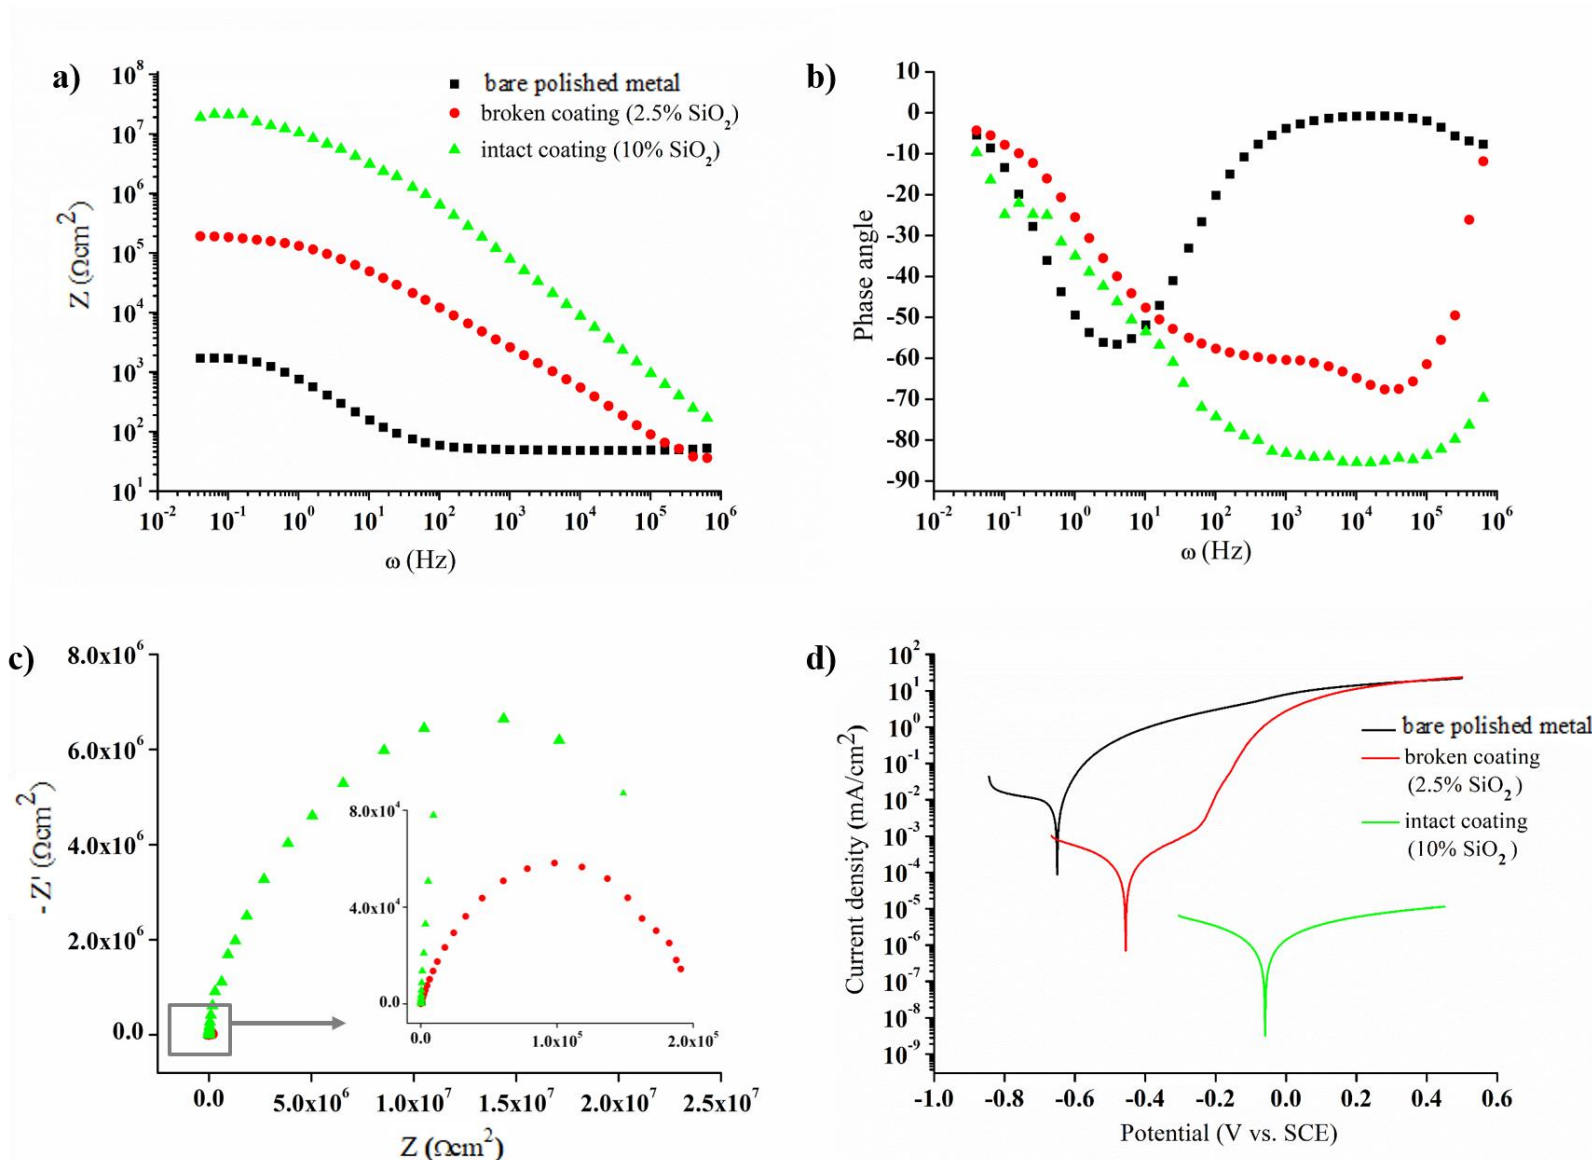 a)
10⁸
10⁷
10⁶
10⁵
10⁴
10³
10²
10¹
Z (Ωcm²)
bare polished metal
broken coating (2.5% SiO₂)
intact coating (10% SiO₂)
10⁻² 10⁻¹ 10⁰ 10¹ 10² 10³ 10⁴ 10⁵ 10⁶
ω (Hz)
b)
10
0
-10
-20
-30
-40
-50
-60
-70
-80
-90
Phase angle
10⁻² 10⁻¹ 10⁰ 10¹ 10² 10³ 10⁴ 10⁵ 10⁶
ω (Hz)
c)
8.0x10⁶
6.0x10⁶
4.0x10⁶
2.0x10⁶
0.0
- Z' (Ωcm²)
8.0x10⁴
4.0x10⁴
0.0
0.0 1.0x10⁵ 2.0x10⁵
0.0 5.0x10⁶ 1.0x10⁷ 1.5x10⁷ 2.0x10⁷ 2.5x10⁷
Z (Ωcm²)
d)
10²
10¹
10⁰
10⁻¹
10⁻²
10⁻³
10⁻⁴
10⁻⁵
10⁻⁶
10⁻⁷
10⁻⁸
10⁻⁹
Current density (mA/cm²)
bare polished metal
broken coating
(2.5% SiO₂)
intact coating
(10% SiO₂)
-1.0 -0.8 -0.6 -0.4 -0.2 0.0 0.2 0.4 0.6
Potential (V vs. SCE)